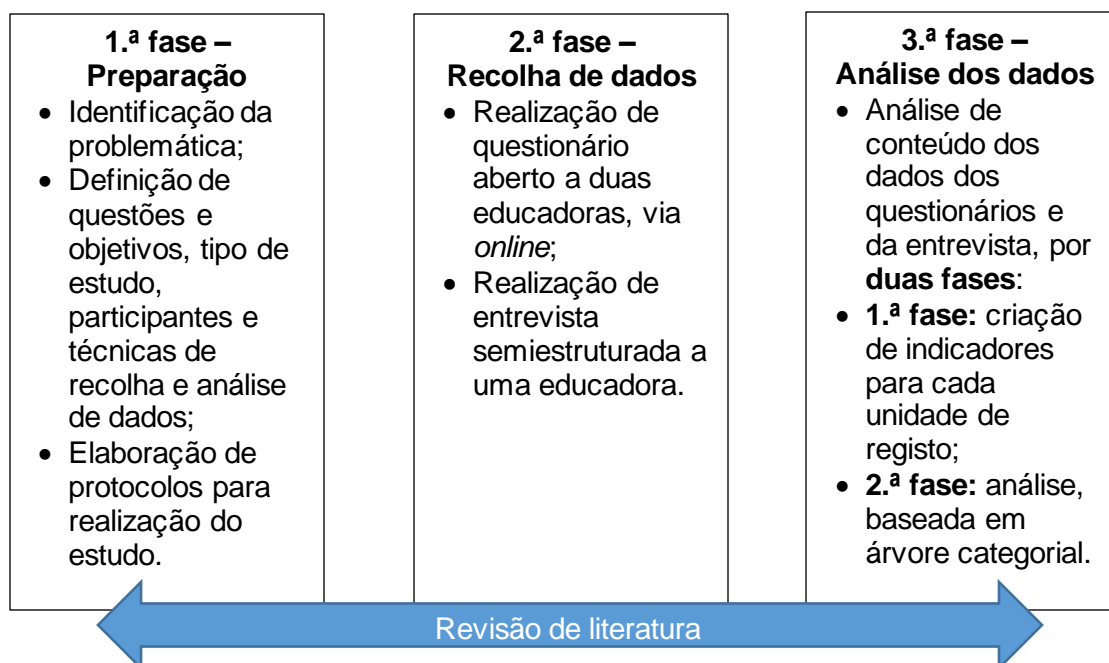 1.ª fase –
Preparação
• Identificação da
problemática;
• Definição de
questões e
objetivos, tipo de
estudo,
participantes e
técnicas de
recolha e análise
de dados;
• Elaboração de
protocolos para
realização do
estudo.
2.ª fase –
Recolha de dados
• Realização de
questionário
aberto a duas
educadoras, via
online;
• Realização de
entrevista
semiestruturada a
uma educadora.
3.ª fase –
Análise dos dados
• Análise de
conteúdo dos
dados dos
questionários e
da entrevista, por
duas fases:
• 1.ª fase: criação
de indicadores
para cada
unidade de
registo;
• 2.ª fase: análise,
baseada em
árvore categorial.
Revisão de literatura